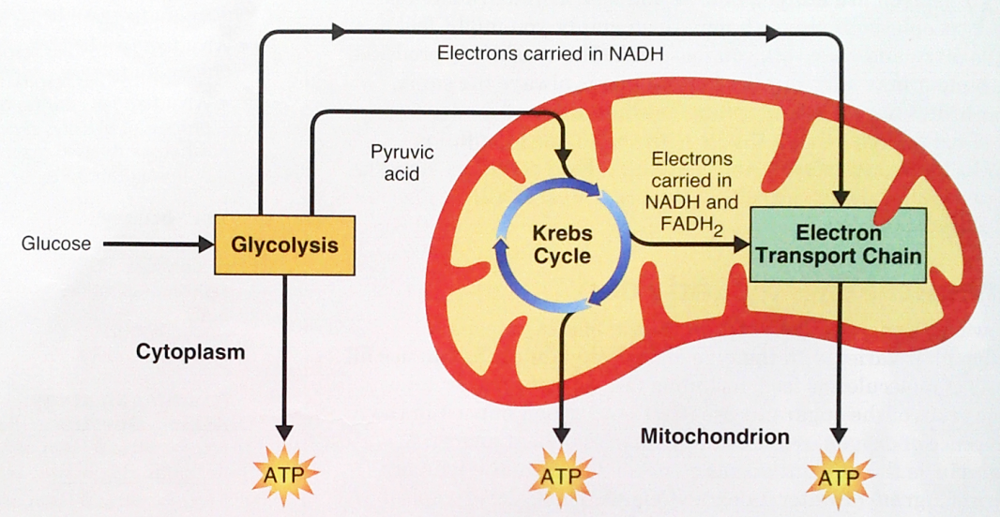 Electrons carried in NADH
Pyruvic
acid
Electrons
carried in
NADH and
FADH2
Glucose
Glycolysis
Krebs
Cycle
Electron
Transport Chain
Cytoplasm
Mitochondrion
ATP
ATP
ATP